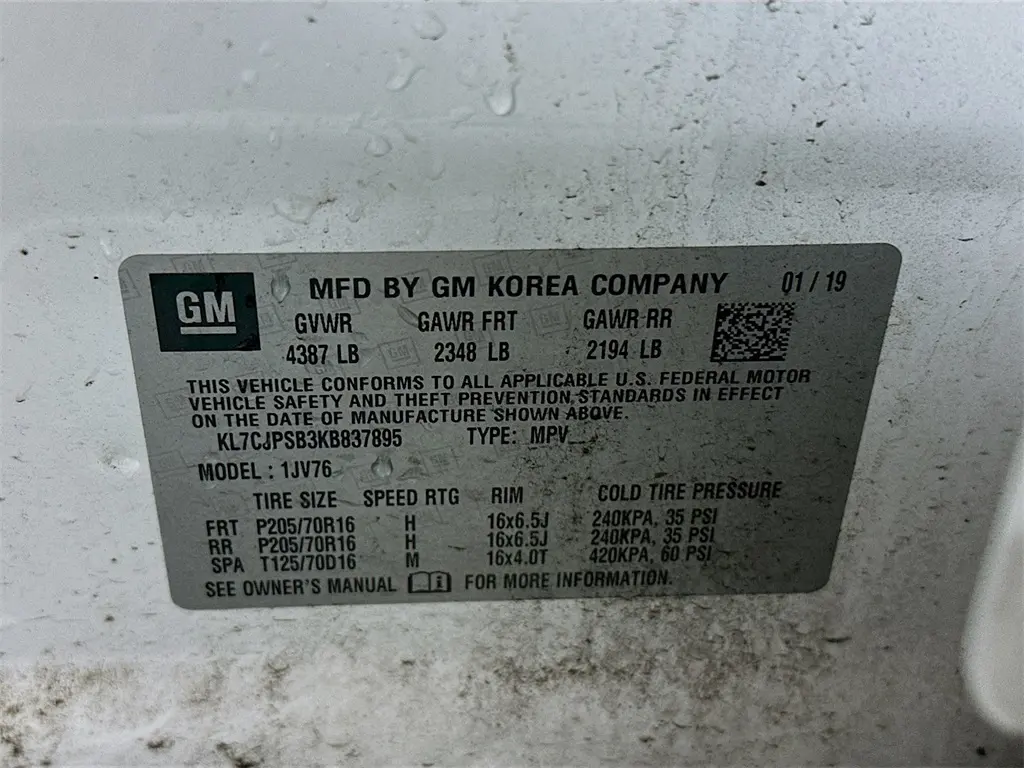 GM MFD BY GM KOREA COMPANY 01/19
GVWR GAWR FRT GAWR RR
4387 LB 2348 LB 2194 LB
THIS VEHICLE CONFORMS TO ALL APPLICABLE U.S. FEDERAL MOTOR
VEHICLE SAFETY AND THEFT PREVENTION STANDARDS IN EFFECT
ON THE DATE OF MANUFACTURE SHOWN ABOVE.
KL7CJPSB3KB837895 TYPE: MPV
MODEL : 1JV76
TIRE SIZE SPEED RTG RIM COLD TIRE PRESSURE
FRT P205/70R16 H 16x6.5J 240KPA, 35 PSI
RR P205/70R16 H 16x6.5J 240KPA, 35 PSI
SPA T125/70D16 M 16x4.0T 420KPA, 60 PSI
SEE OWNER'S MANUAL FOR MORE INFORMATION.